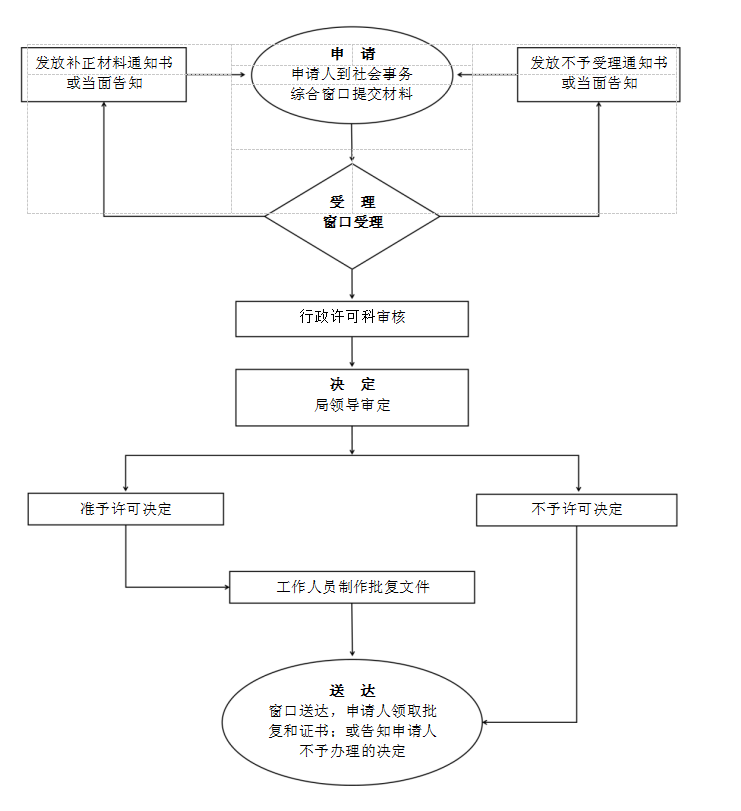 发放补正材料通知书
或当面告知
申　请
申请人到社会事务
综合窗口提交材料
发放不予受理通知书
或当面告知
受　理
窗口受理
行政许可科审核
决　定
局领导审定
准予许可决定
不予许可决定
工作人员制作批复文件
送　达
窗口送达，申请人领取批
复和证书；或告知申请人
不予办理的决定